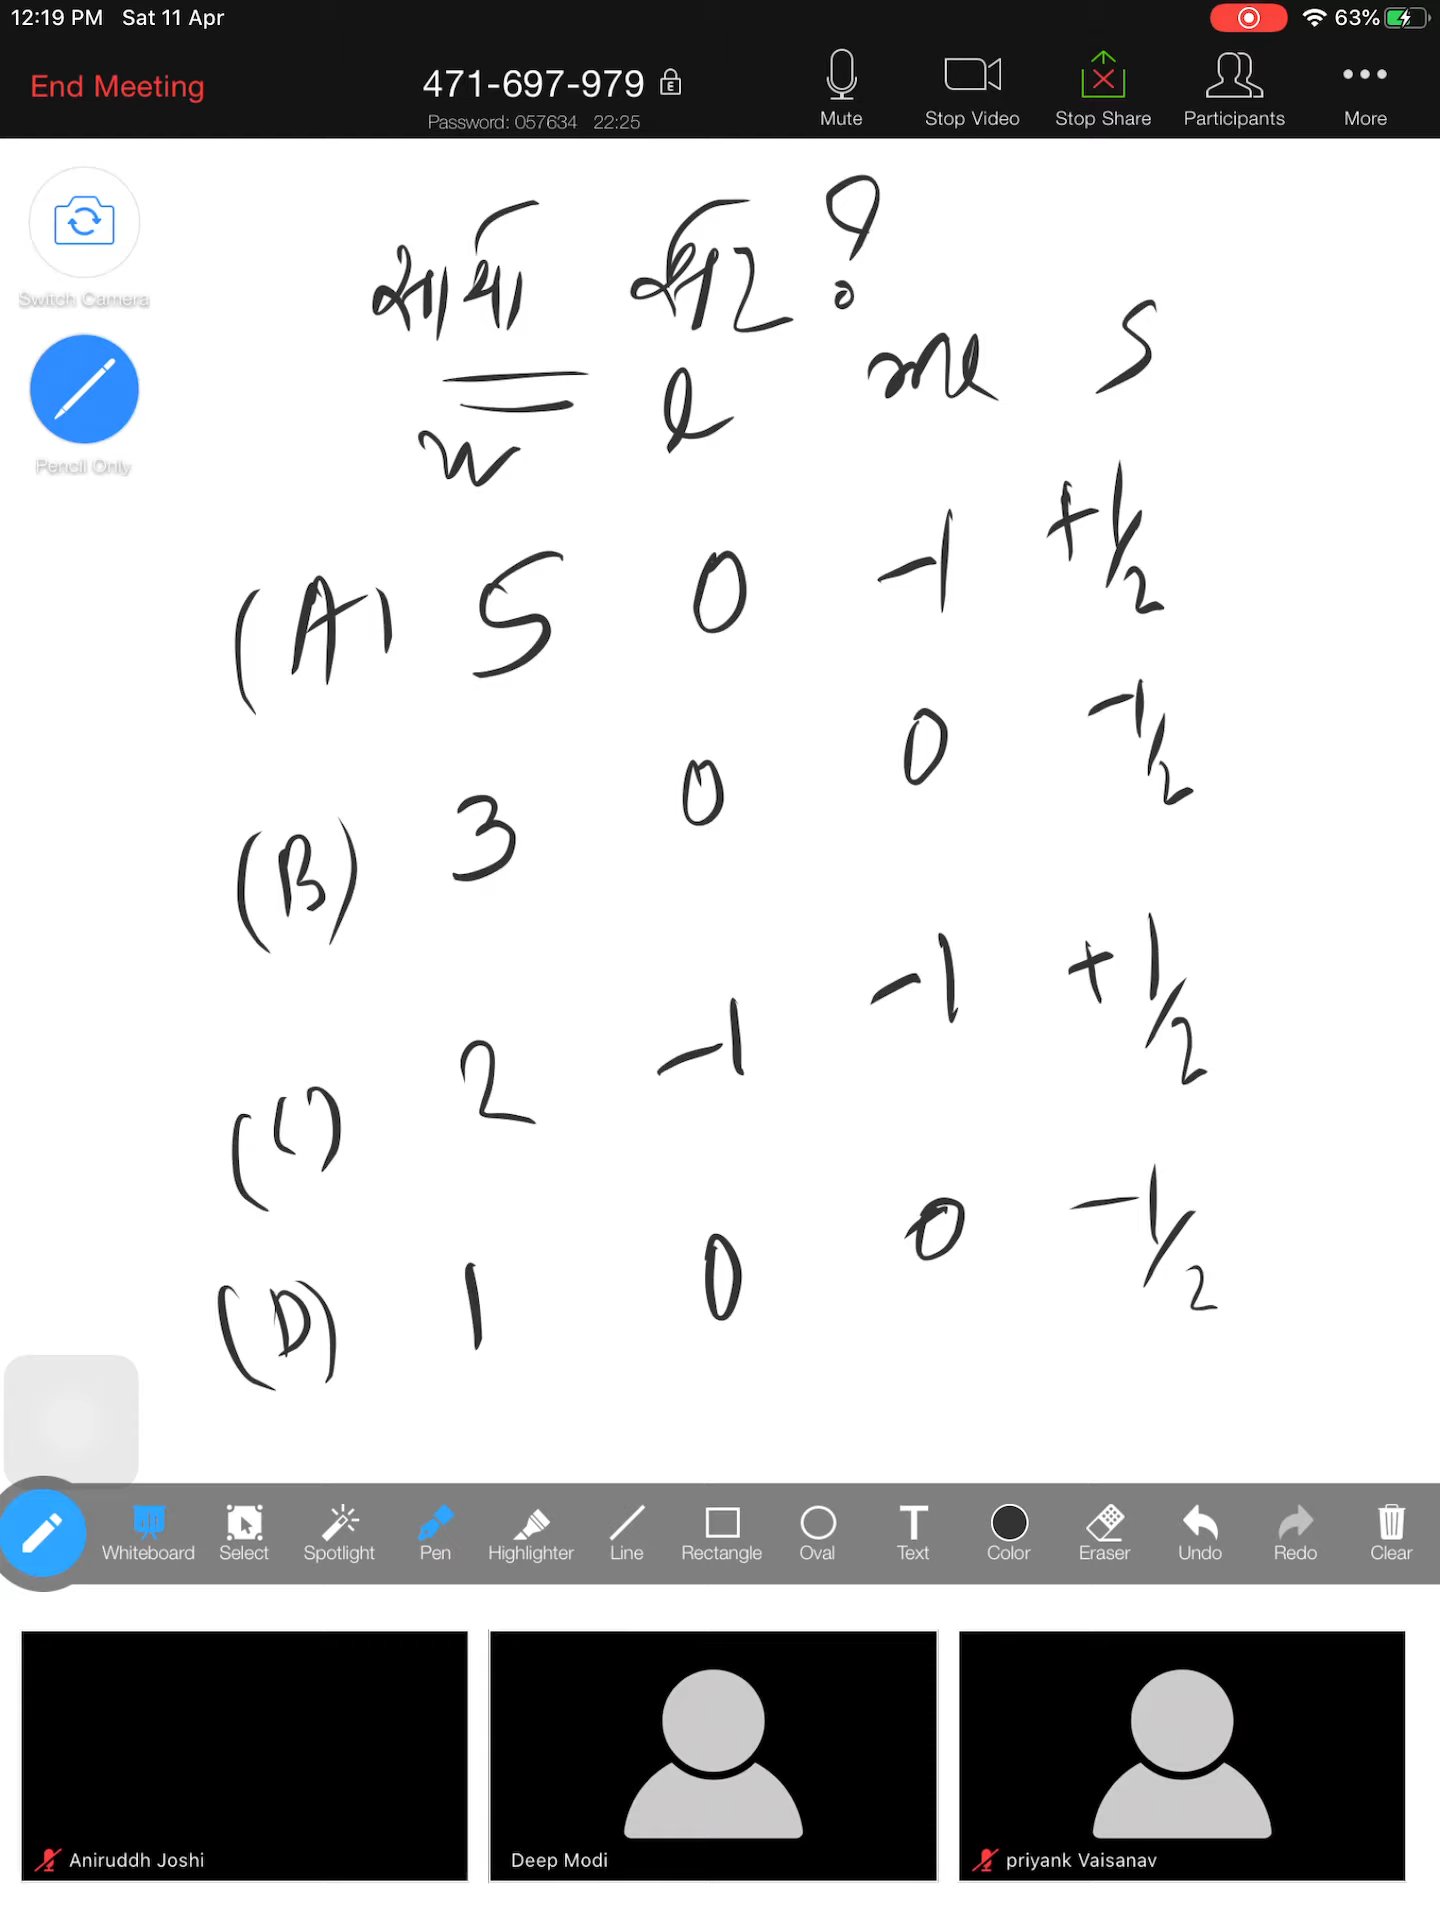 12:19 PM Sat 11 Apr 63%
End Meeting
471-697-979
Password: 057634 22:25
Mute
Stop Video
Stop Share
Participants
More
Switch Camera
Pencil Only
?
l me s
(A) 5 0 -1 +1/2
(B) 3 0 0 -1/2
(C) 2 -1 -1 +1/2
(D) 1 0 0 -1/2
Whiteboard Select Spotlight Pen Highlighter Line Rectangle Oval Text Color Eraser Undo Redo Clear
Aniruddh Joshi
Deep Modi
priyank Vaisanav